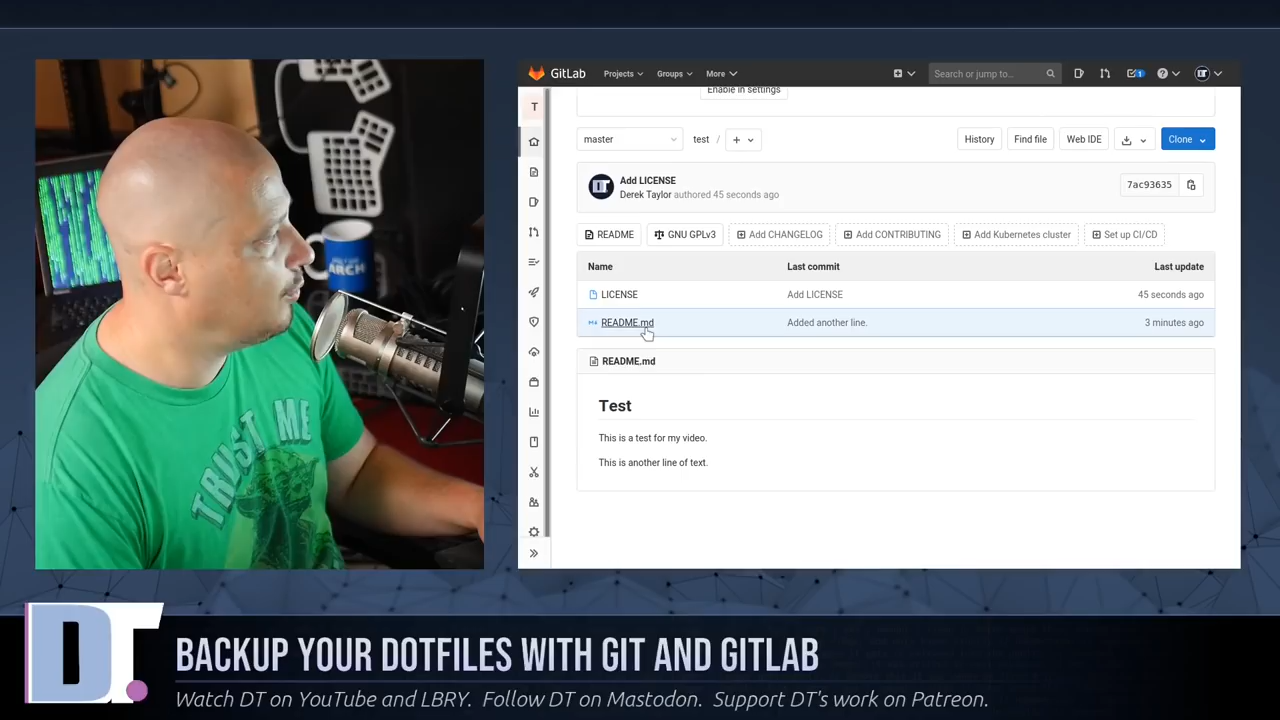 GitLab
Projects
Groups
More
Search or jump to...
1
T
Enable in settings
master
test /
History
Find file
Web IDE
Clone
Add LICENSE
Derek Taylor authored 45 seconds ago
7ac93635
README
GNU GPLv3
Add CHANGELOG
Add CONTRIBUTING
Add Kubernetes cluster
Set up CI/CD
Name
Last commit
Last update
LICENSE
Add LICENSE
45 seconds ago
README.md
Added another line.
3 minutes ago
README.md
Test
This is a test for my video.
This is another line of text.
ARCH
TRUST ME
DT.
BACKUP YOUR DOTFILES WITH GIT AND GITLAB
Watch DT on YouTube and LBRY. Follow DT on Mastodon. Support DT's work on Patreon.